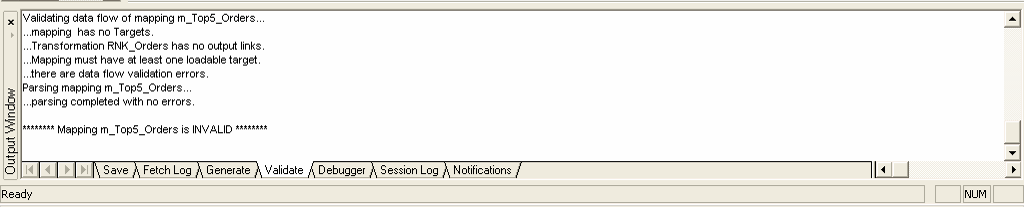 Validating data flow of mapping m_Top5_Orders...
...mapping  has no Targets.
...Transformation RNK_Orders has no output links.
...Mapping must have at least one loadable target.
...there are data flow validation errors.
Parsing mapping m_Top5_Orders...
...parsing completed with no errors.
******** Mapping m_Top5_Orders is INVALID ********
Output Window
Save Fetch Log Generate Validate Debugger Session Log Notifications
Ready NUM